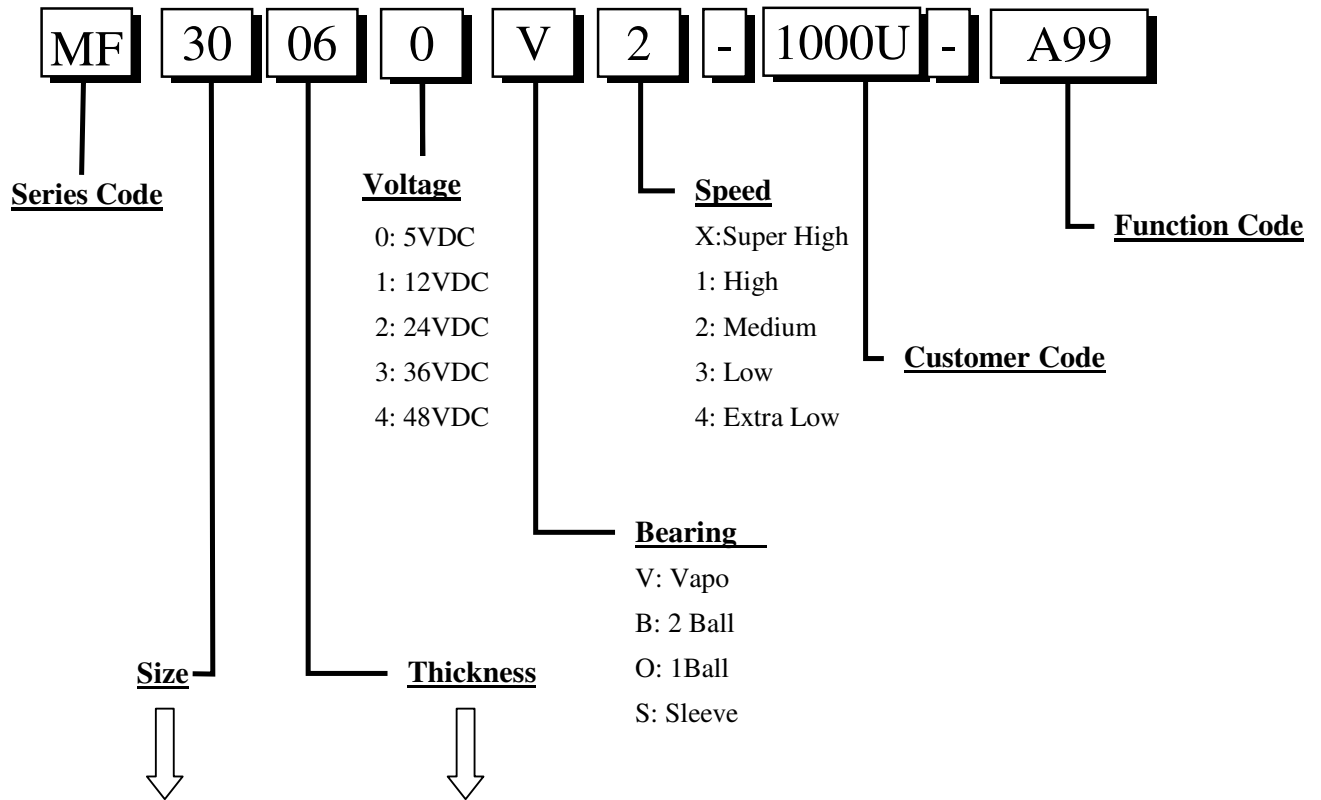 MF 30 06 0 V 2 - 1000U - A99
Series Code
Voltage
0: 5VDC
1: 12VDC
2: 24VDC
3: 36VDC
4: 48VDC
Speed
X:Super High
1: High
2: Medium
3: Low
4: Extra Low
Function Code
Customer Code
Bearing
V: Vapo
B: 2 Ball
O: 1Ball
S: Sleeve
Size
Thickness